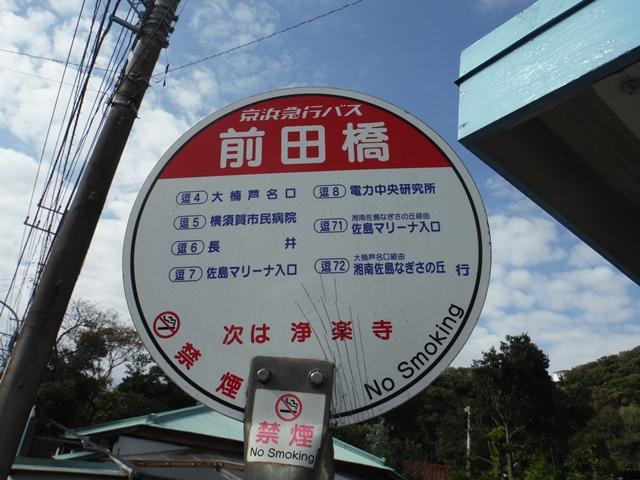 京浜急行バス
前田橋
逗4 大楠芦名口
逗5 横須賀市民病院
逗6 長井
逗7 佐島マリーナ入口
逗8 電力中央研究所
湘南佐島なぎさの丘経由
逗71 佐島マリーナ入口
大楠芦名口経由
逗72 湘南佐島なぎさの丘 行
次は 浄楽寺
禁煙 No Smoking
禁煙
No Smoking